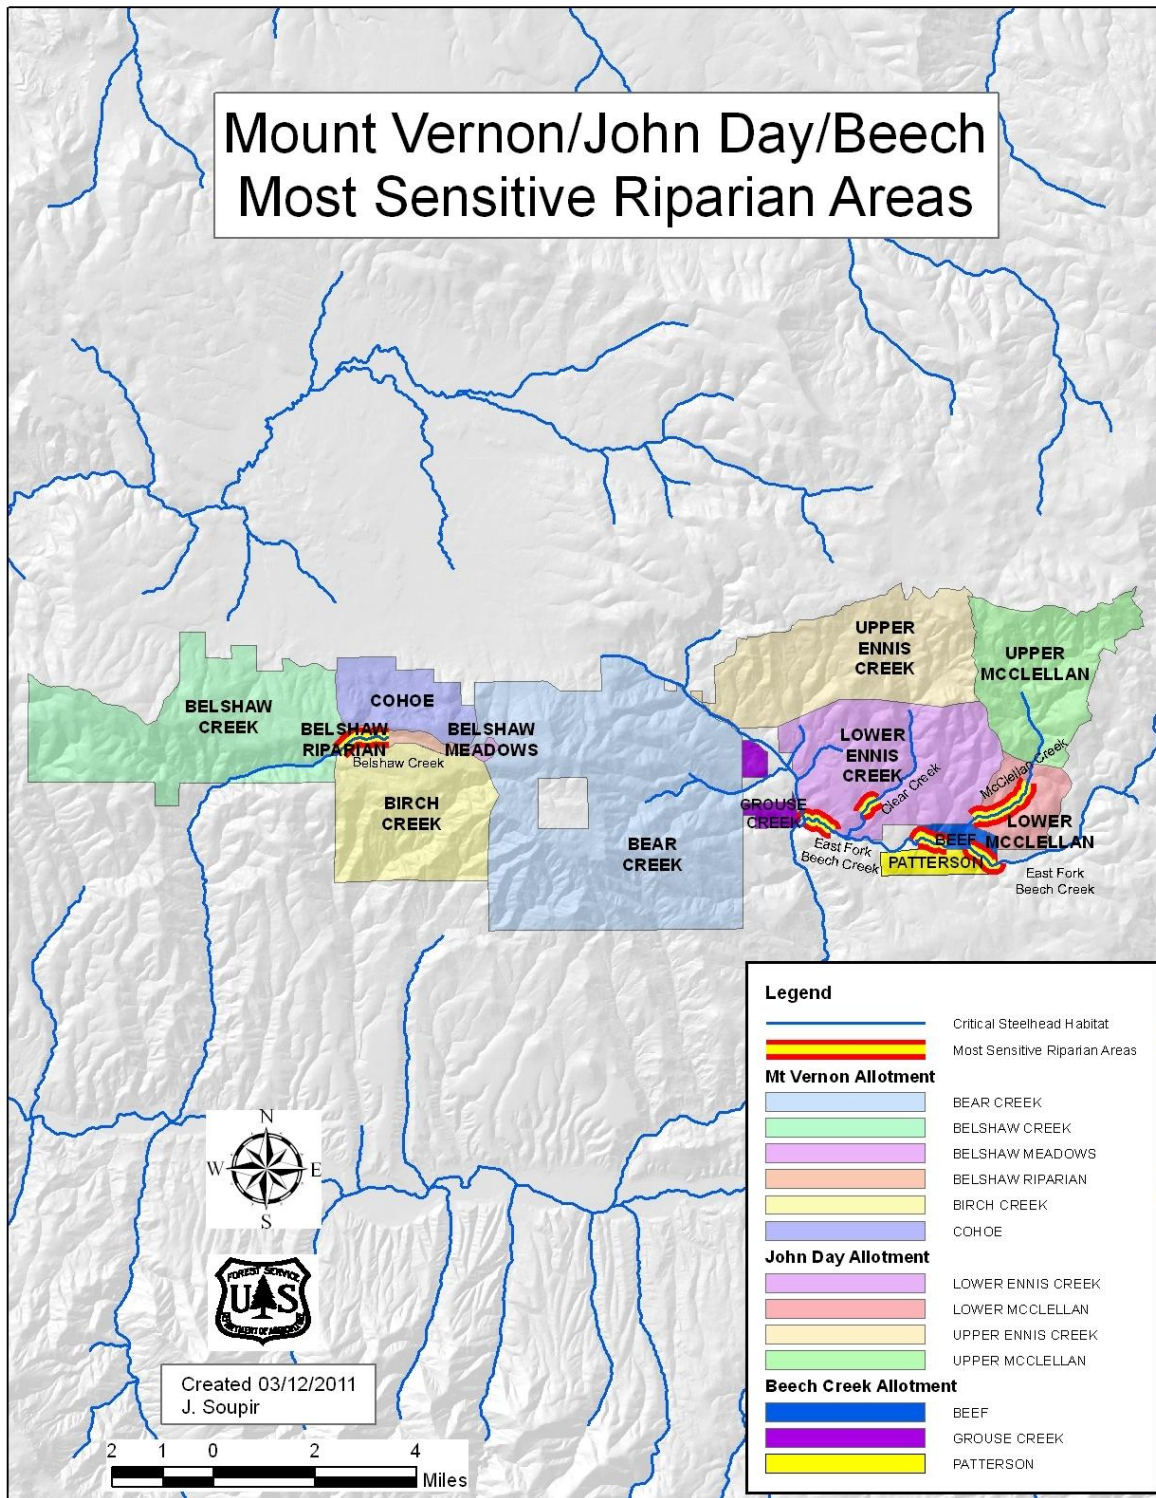 Mount Vernon/John Day/Beech
Most Sensitive Riparian Areas
UPPER
ENNIS
CREEK
UPPER
MCCLELLAN
BELSHAW
CREEK
COHOE
BELSHAW
RIPARIAN
BELSHAW
MEADOWS
Belshaw Creek
LOWER
ENNIS
CREEK
Clear Creek
McClellan Creek
BIRCH
CREEK
BEAR
CREEK
GROUSE
CREEK
East Fork
Beech Creek
BEEF
LOWER
MCCLELLAN
PATTERSON
East Fork
Beech Creek
Legend
Critical Steelhead Habitat
Most Sensitive Riparian Areas
Mt Vernon Allotment
BEAR CREEK
BELSHAW CREEK
BELSHAW MEADOWS
BELSHAW RIPARIAN
BIRCH CREEK
COHOE
John Day Allotment
LOWER ENNIS CREEK
LOWER MCCLELLAN
UPPER ENNIS CREEK
UPPER MCCLELLAN
Beech Creek Allotment
BEEF
GROUSE CREEK
PATTERSON
N
W E
S
FOREST SERVICE
U S
DEPARTMENT OF AGRICULTURE
Created 03/12/2011
J. Soupir
2 1 0 2 4
Miles